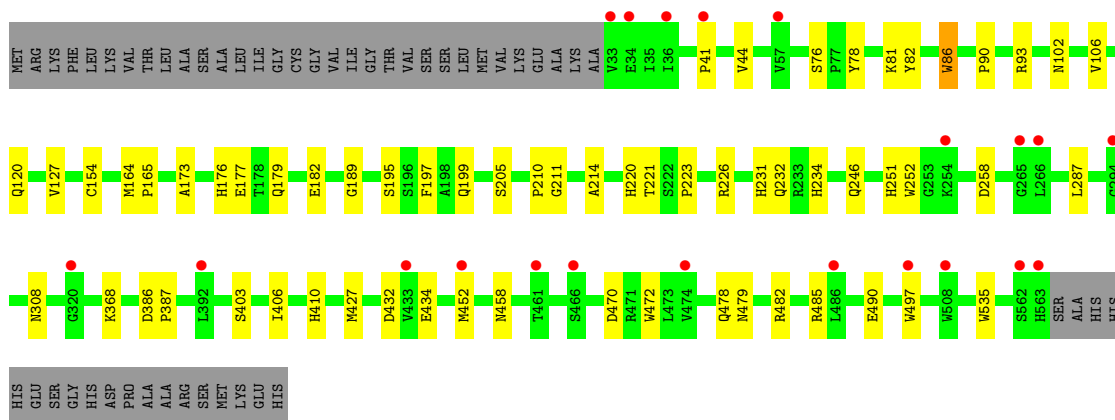 MET ARG LYS PHE LEU LYS VAL THR LEU ALA SER ALA LEU ILE GLY CYS GLY VAL ILE GLY THR VAL SER SER LEU MET VAL LYS GLU ALA LYS ALA V33 E34 I35 I36 P41 V44 V57 S76 P77 Y78 K81 Y82 W86 P90 R93 N102 V106
Q120 V127 C154 M164 P165 A173 H176 E177 T178 Q179 E182 G189 S195 S196 F197 A198 Q199 S205 P210 G211 A214 H220 T221 S222 P223 R226 H231 Q232 R233 H234 Q246 H251 W252 G253 K254 D258 G265 L266 L287
N308 G320 K368 D386 P387 L392 S403 I406 H410 M427 D432 V433 E434 M452 N458 T461 S466 D470 R471 W472 L473 V474 Q478 N479 R482 R485 L486 E490 W497 W508 W535 S562 H563 SER ALA HIS HIS
HIS GLU SER GLY HIS ASP PRO ALA ALA ARG SER MET LYS GLU HIS